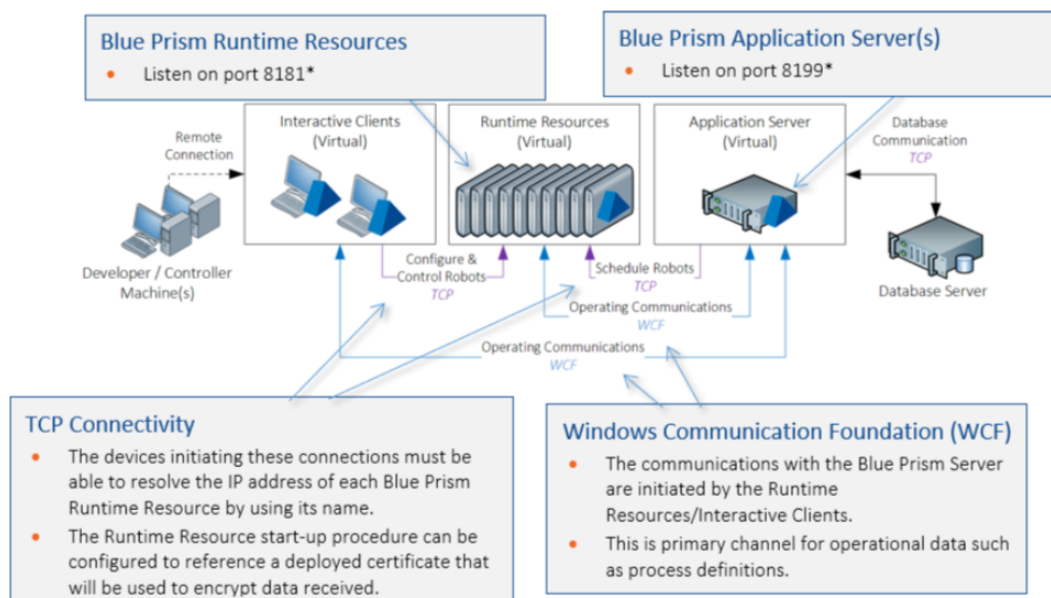 Blue Prism Runtime Resources
• Listen on port 8181*
Blue Prism Application Server(s)
• Listen on port 8199*
Remote
Connection
Interactive Clients
(Virtual)
Runtime Resources
(Virtual)
Application Server
(Virtual)
Database
Communication
TCP
Developer / Controller
Machine(s)
Configure &
Control Robots
TCP
Schedule Robots
TCP
Database Server
Operating Communications
WCF
Operating Communications
WCF
TCP Connectivity
• The devices initiating these connections must be
able to resolve the IP address of each Blue Prism
Runtime Resource by using its name.
• The Runtime Resource start-up procedure can be
configured to reference a deployed certificate that
will be used to encrypt data received.
Windows Communication Foundation (WCF)
• The communications with the Blue Prism Server
are initiated by the Runtime
Resources/Interactive Clients.
• This is primary channel for operational data such
as process definitions.